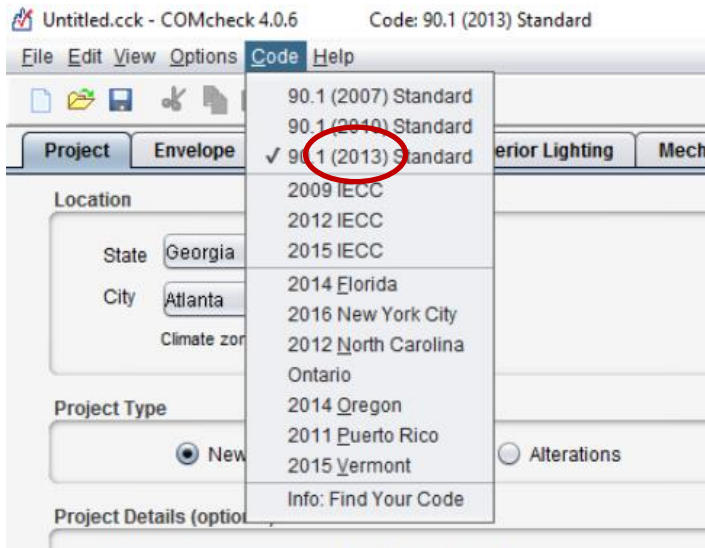 Untitled.cck - COMcheck 4.0.6 Code: 90.1 (2013) Standard
File Edit View Options Code Help
90.1 (2007) Standard
90.1 (2010) Standard
Project Envelope ✓ 90.1 (2013) Standard erior Lighting Mech
Location 2009 IECC
2012 IECC
State Georgia 2015 IECC
2014 Florida
City Atlanta 2016 New York City
Climate zon 2012 North Carolina
Ontario
Project Type 2014 Oregon
2011 Puerto Rico
New 2015 Vermont Alterations
Info: Find Your Code
Project Details (option